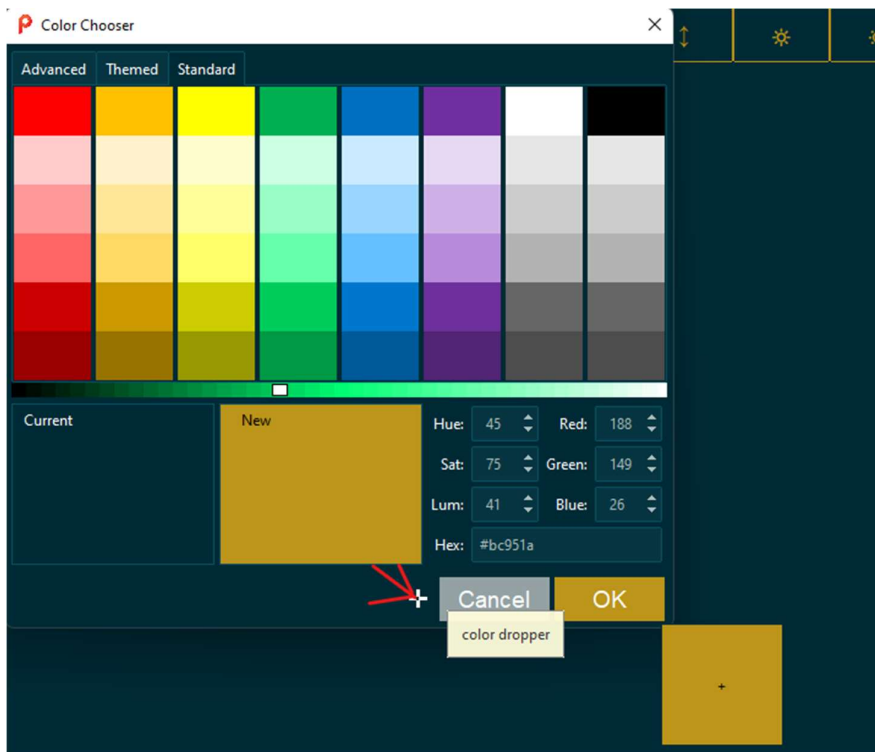 Color Chooser
Advanced Themed Standard
Current
New
Hue: 45 Red: 188
Sat: 75 Green: 149
Lum: 41 Blue: 26
Hex: #bc951a
Cancel OK
color dropper